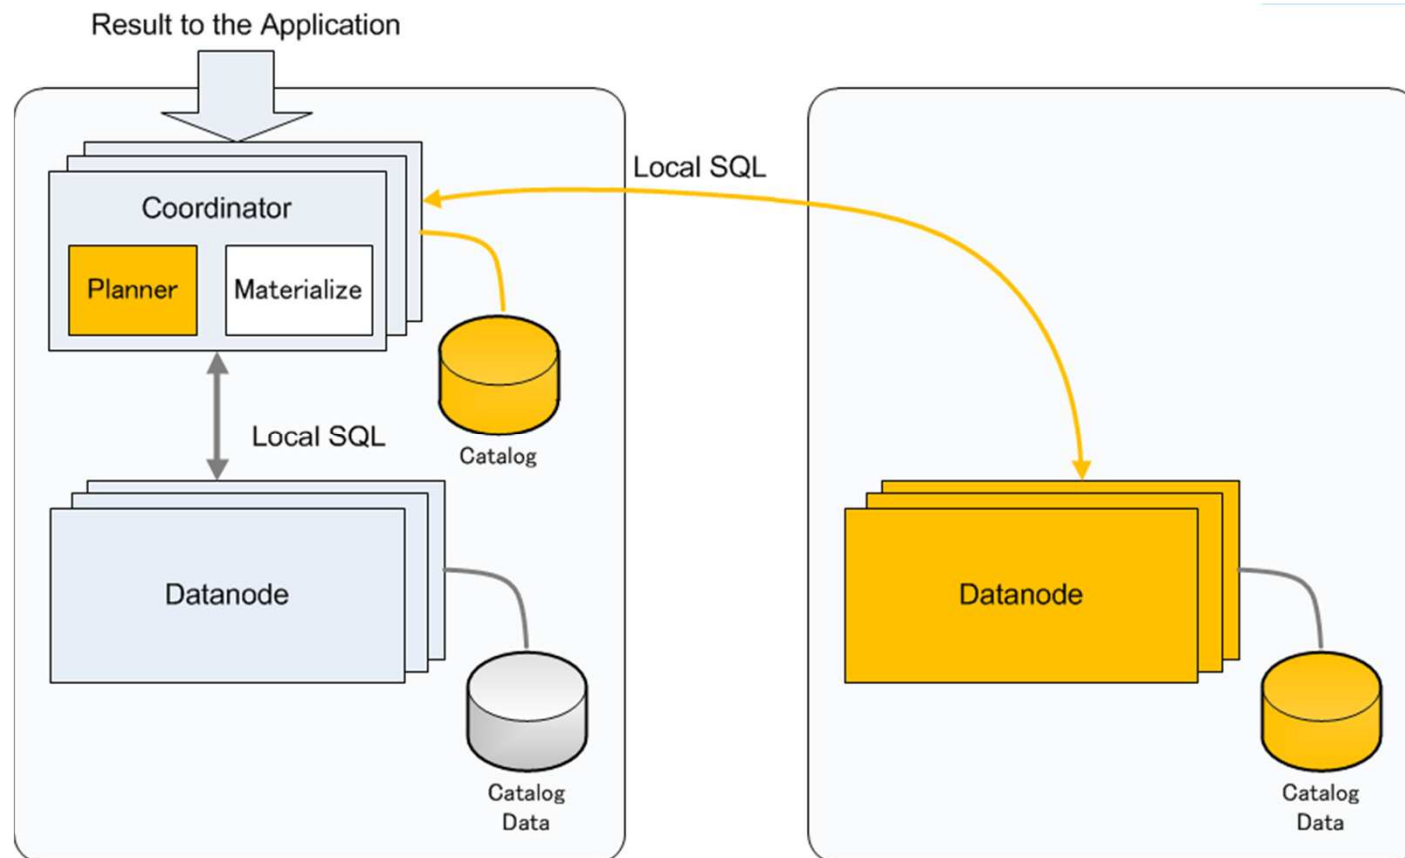 Result to the Application
Local SQL
Coordinator
Planner
Materialize
Local SQL
Catalog
Datanode
Datanode
Catalog
Data
Catalog
Data